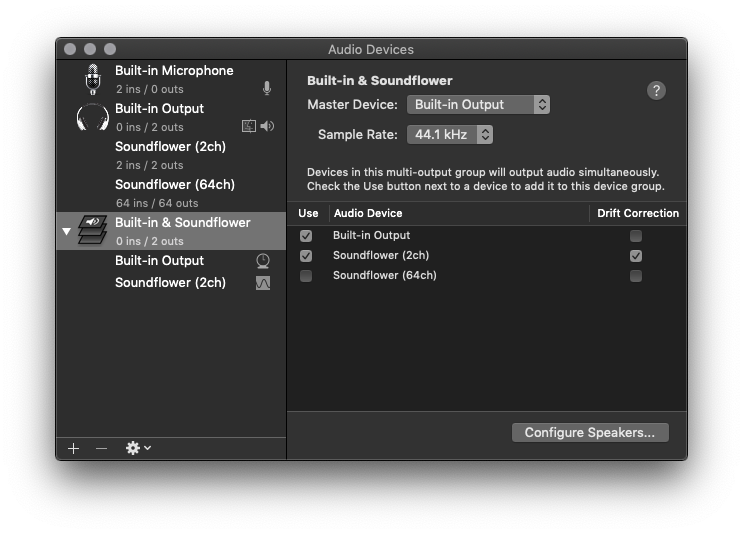 Audio Devices
Built-in Microphone
2 ins / 0 outs
Built-in Output
0 ins / 2 outs
Soundflower (2ch)
2 ins / 2 outs
Soundflower (64ch)
64 ins / 64 outs
Built-in & Soundflower
0 ins / 2 outs
Built-in Output
Soundflower (2ch)
Built-in & Soundflower
?
Master Device: Built-in Output
Sample Rate: 44.1 kHz
Devices in this multi-output group will output audio simultaneously.
Check the Use button next to a device to add it to this device group.
Use Audio Device Drift Correction
Built-in Output
Soundflower (2ch)
Soundflower (64ch)
Configure Speakers...